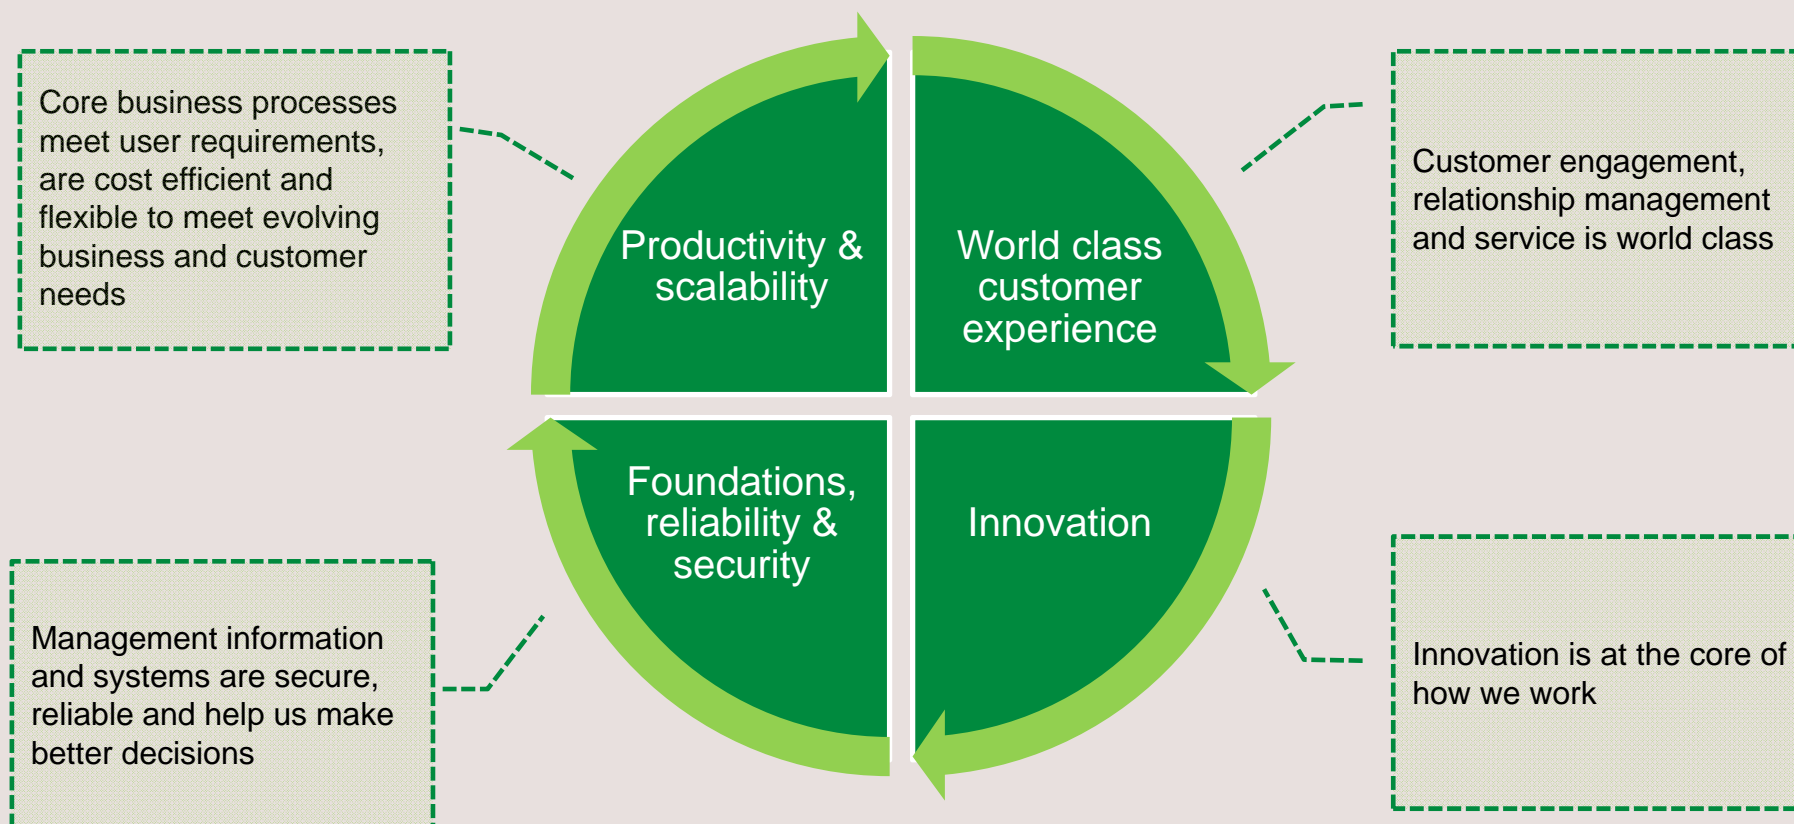 Core business processes
meet user requirements,
are cost efficient and
flexible to meet evolving
business and customer
needs
Productivity &
scalability
World class
customer
experience
Customer engagement,
relationship management
and service is world class
Foundations,
reliability &
security
Innovation
Management information
and systems are secure,
reliable and help us make
better decisions
Innovation is at the core of
how we work